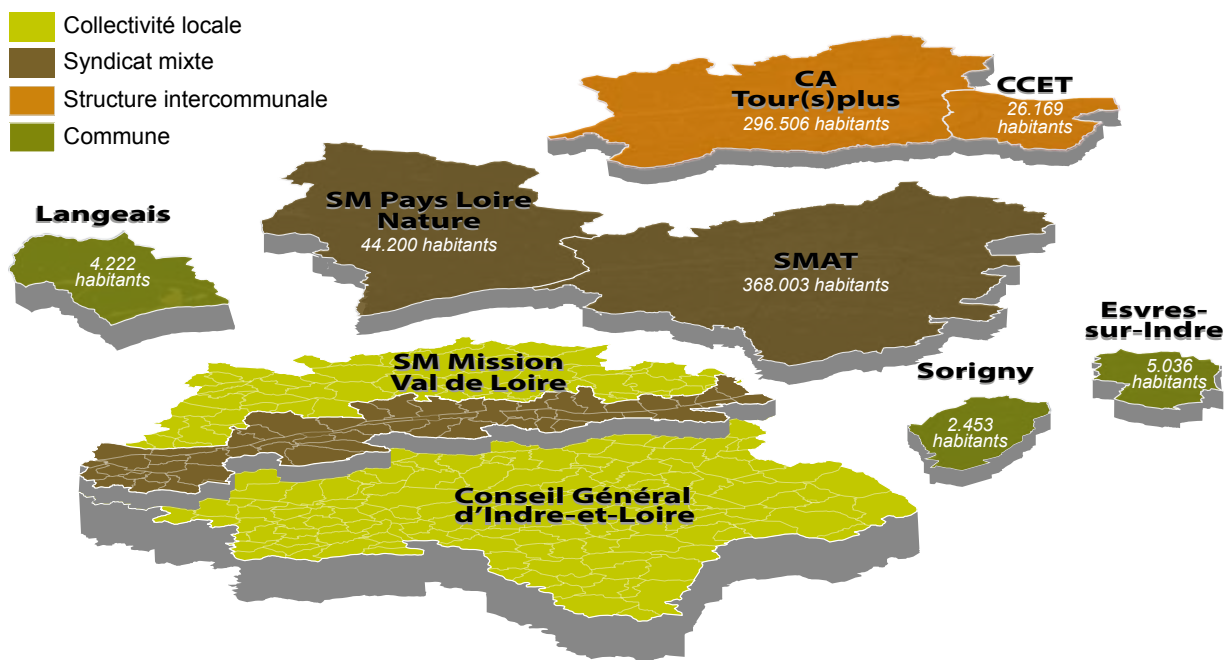 Collectivité locale
Syndicat mixte
Structure intercommunale
Commune
CA
Tour(s)plus
296.506 habitants
CCET
26.169
habitants
SM Pays Loire
Nature
44.200 habitants
Langeais
4.222
habitants
SMAT
368.003 habitants
Esvres-
sur-Indre
5.036
habitants
SM Mission
Val de Loire
Sorigny
2.453
habitants
Conseil Général
d'Indre-et-Loire